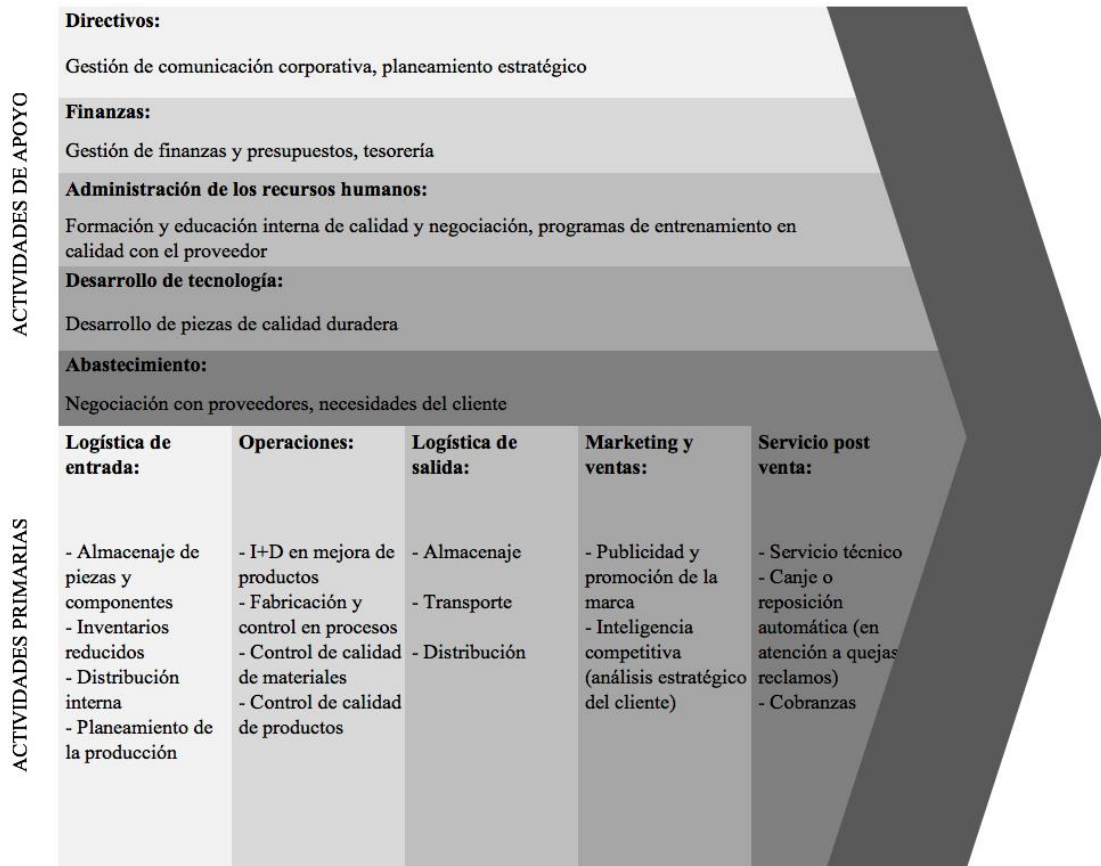 ACTIVIDADES DE APOYO
Directivos:
Gestión de comunicación corporativa, planeamiento estratégico
Finanzas:
Gestión de finanzas y presupuestos, tesorería
Administración de los recursos humanos:
Formación y educación interna de calidad y negociación, programas de entrenamiento en
calidad con el proveedor
Desarrollo de tecnología:
Desarrollo de piezas de calidad duradera
Abastecimiento:
Negociación con proveedores, necesidades del cliente
ACTIVIDADES PRIMARIAS
Logística de
entrada:
- Almacenaje de
piezas y
componentes
- Inventarios
reducidos
- Distribución
interna
- Planeamiento de
la producción
Operaciones:
- I+D en mejora de
productos
- Fabricación y
control en procesos
- Control de calidad
de materiales
- Control de calidad
de productos
Logística de
salida:
- Almacenaje
- Transporte
- Distribución
Marketing y
ventas:
- Publicidad y
promoción de la
marca
- Inteligencia
competitiva
(análisis estratégico
del cliente)
Servicio post
venta:
- Servicio técnico
- Canje o
reposición
automática (en
atención a quejas
reclamos)
- Cobranzas